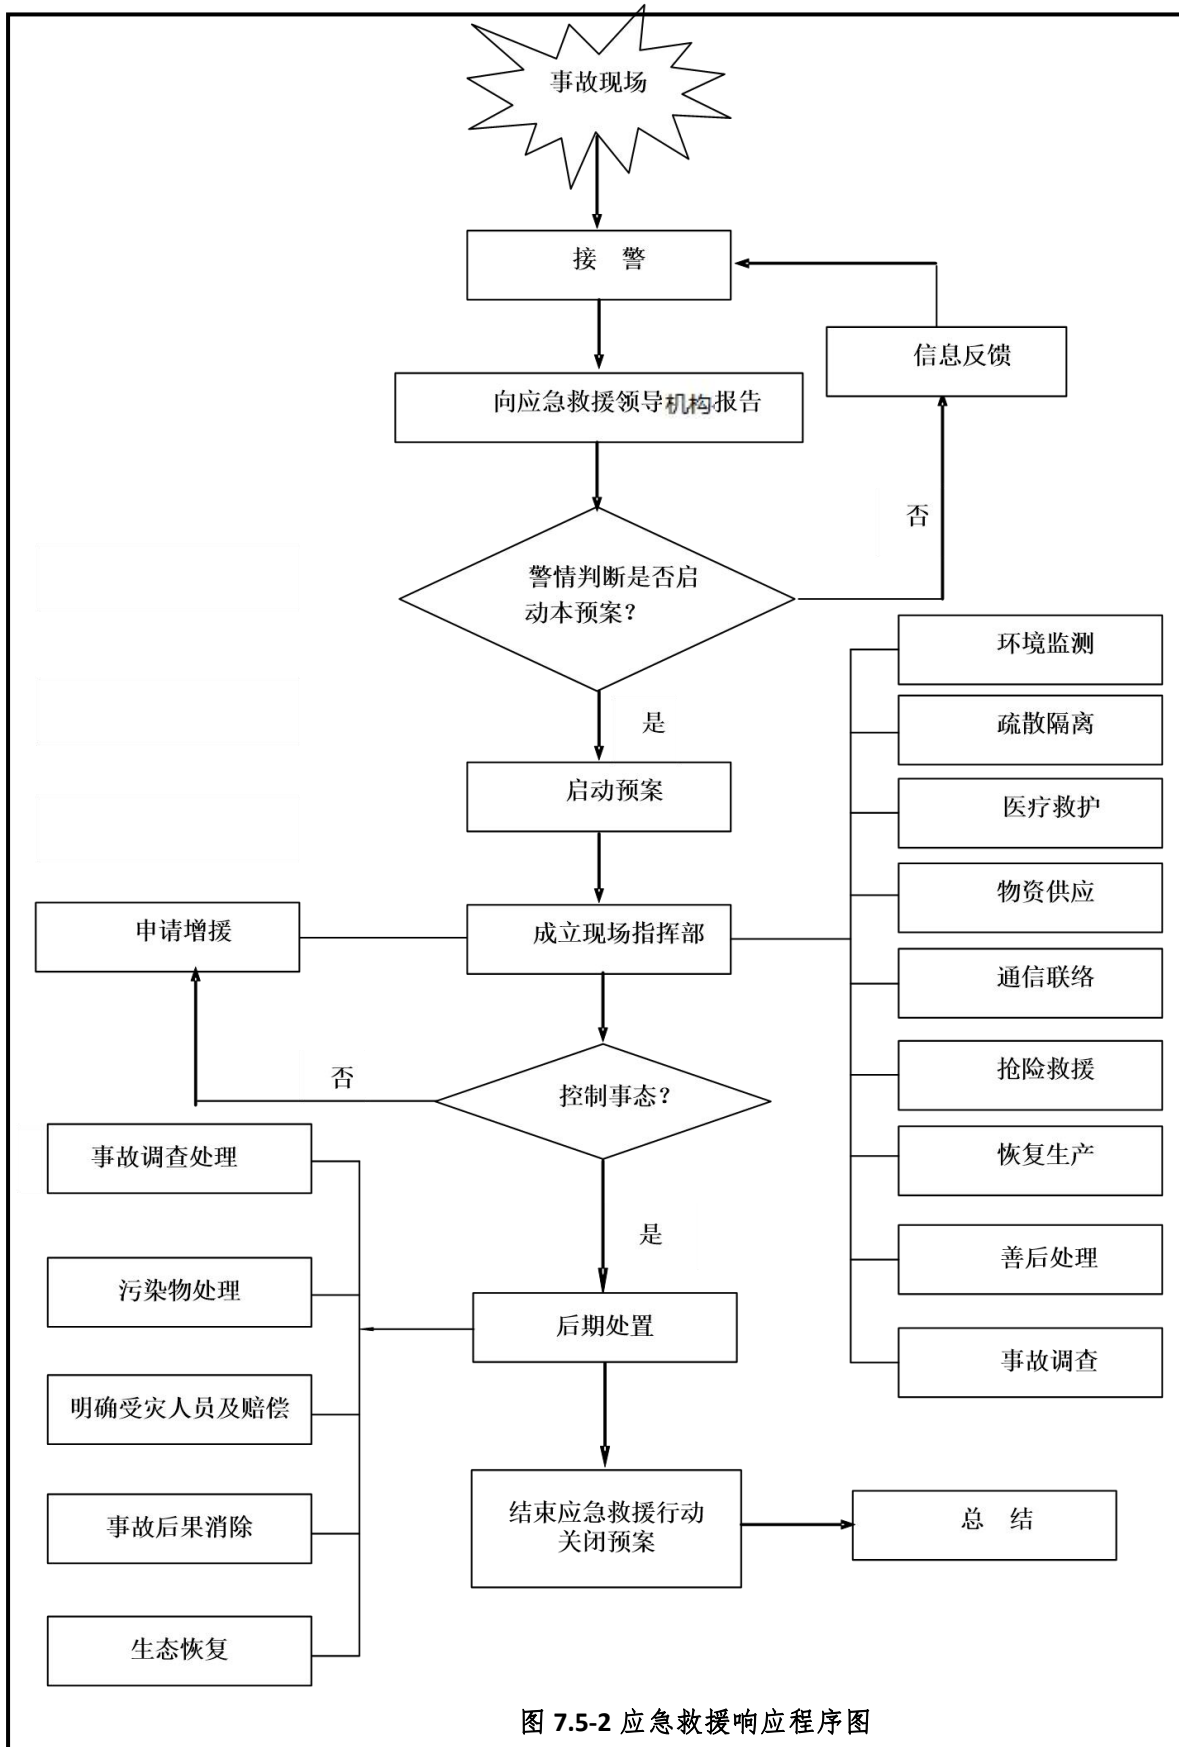 事故现场
接 警
信息反馈
向应急救援领导机构报告
否
警情判断是否启
动本预案？
是
启动预案
环境监测
疏散隔离
医疗救护
物资供应
通信联络
抢险救援
恢复生产
善后处理
事故调查
申请增援
成立现场指挥部
否
控制事态？
是
事故调查处理
污染物处理
明确受灾人员及赔偿
事故后果消除
生态恢复
后期处置
结束应急救援行动
关闭预案
总 结
图 7.5-2 应急救援响应程序图